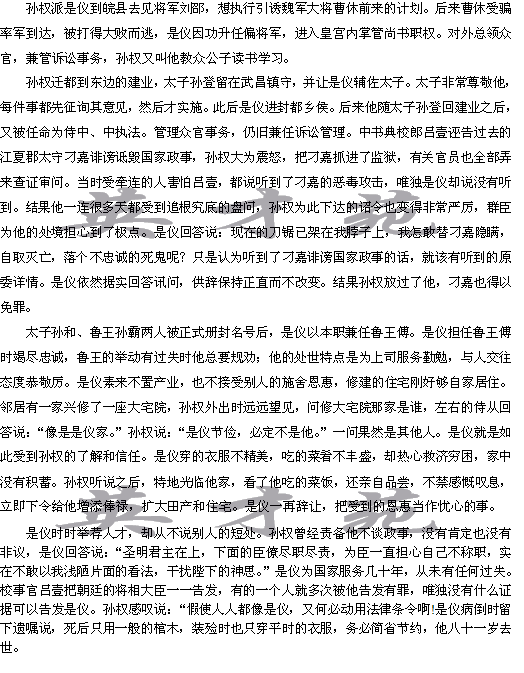 孙权派是仪到皖县去见将军刘邵，想执行引诱魏军大将曹休前来的计划。后来曹休受骗
率军到达，被打得大败而逃，是仪因功升任偏将军，进入皇宫内掌管尚书职权。对外总领众
官，兼管诉讼事务，孙权又叫他教众公子读书学习。
孙权迁都到东边的建业，太子孙登留在武昌镇守，并让是仪辅佐太子。太子非常尊敬他，
每件事都先征询其意见，然后才实施。此后是仪进封都乡侯。后来他随太子孙登回建业之后，
又被任命为侍中、中执法。管理众官事务，仍旧兼任诉讼管理。中书典校郎吕壹诬告过去的
江夏郡太守刁嘉诽谤诋毁国家政事，孙权大为震怒，把刁嘉抓进了监狱，有关官员也全部弄
来查证审问。当时受牵连的人害怕吕壹，都说听到了刁嘉的恶毒攻击，唯独是仪却说没有听
到。结果他一连很多天都受到追根究底的盘问，孙权为此下达的诏令也变得非常严厉，群臣
为他的处境担心到了极点。是仪回答说：现在的刀锯已架在我脖子上，我怎敢替刁嘉隐瞒，
自取灭亡，落个不忠诚的死鬼呢？只是认为听到了刁嘉诽谤国家政事的话，就该有听到的原
委详情。是仪依然据实回答讯问，供辞保持正直而不改变。结果孙权放过了他，刁嘉也得以
免罪。
太子孙和、鲁王孙霸两人被正式册封名号后，是仪以本职兼任鲁王傅。是仪担任鲁王傅
时竭尽忠诚，鲁王的举动有过失时他总要规劝；他的处世特点是为上司服务勤勉，与人交往
态度恭敬厉。是仪素来不置产业，也不接受别人的施舍恩惠，修建的住宅刚好够自家居住。
邻居有一家兴修了一座大宅院，孙权外出时远远望见，问修大宅院那家是谁，左右的侍从回
答说：“像是是仪家。”孙权说：“是仪节俭，必定不是他。”一问果然是其他人。是仪就是如
此受到孙权的了解和信任。是仪穿的衣服不精美，吃的菜肴不丰盛，却热心救济穷困，家中
没有积蓄。孙权听说之后，特地光临他家，看了他吃的菜饭，还亲自品尝，不禁感慨叹息，
立即下令给他增添俸禄，扩大田产和住宅。是仪一再辞让，把受到的恩惠当作忧心的事。
是仪时时举荐人才，却从不说别人的短处。孙权曾经责备他不谈政事，没有肯定也没有
非议，是仪回答说：“圣明君主在上，下面的臣僚尽职尽责，为臣一直担心自己不称职，实
在不敢以我浅陋片面的看法，干扰陛下的神思。”是仪为国家服务几十年，从未有任何过失。
校事官吕壹把朝廷的将相大臣一一告发，有的一个人就多次被他告发有罪，唯独没有什么证
据可以告发是仪。孙权感叹说：“假使人人都像是仪，又何必动用法律条令啊!是仪病倒时留
下遗嘱说，死后只用一般的棺木，装殓时也只穿平时的衣服，务必简省节约，他八十一岁去
世。